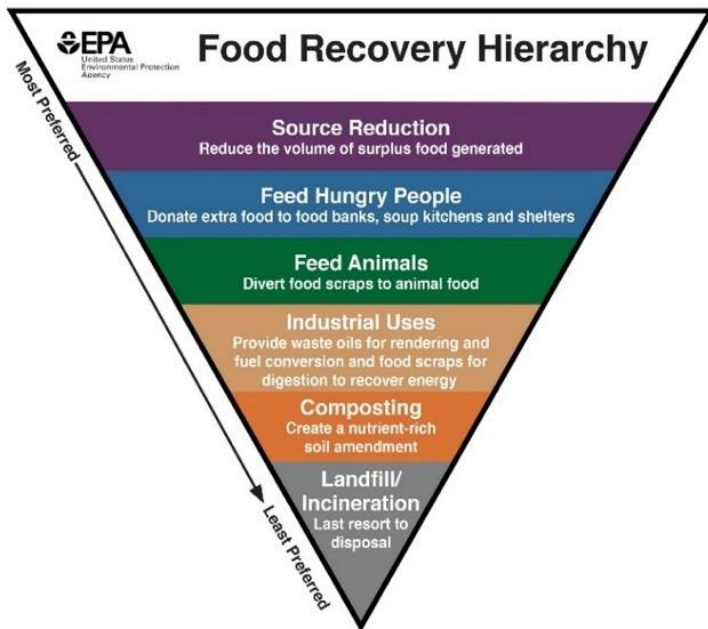 EPA
United States
Environmental Protection
Agency
Food Recovery Hierarchy
Most Preferred
Source Reduction
Reduce the volume of surplus food generated
Feed Hungry People
Donate extra food to food banks, soup kitchens and shelters
Feed Animals
Divert food scraps to animal food
Industrial Uses
Provide waste oils for rendering and
fuel conversion and food scraps for
digestion to recover energy
Composting
Create a nutrient-rich
soil amendment
Landfill/
Incineration
Last resort to
disposal
Least Preferred